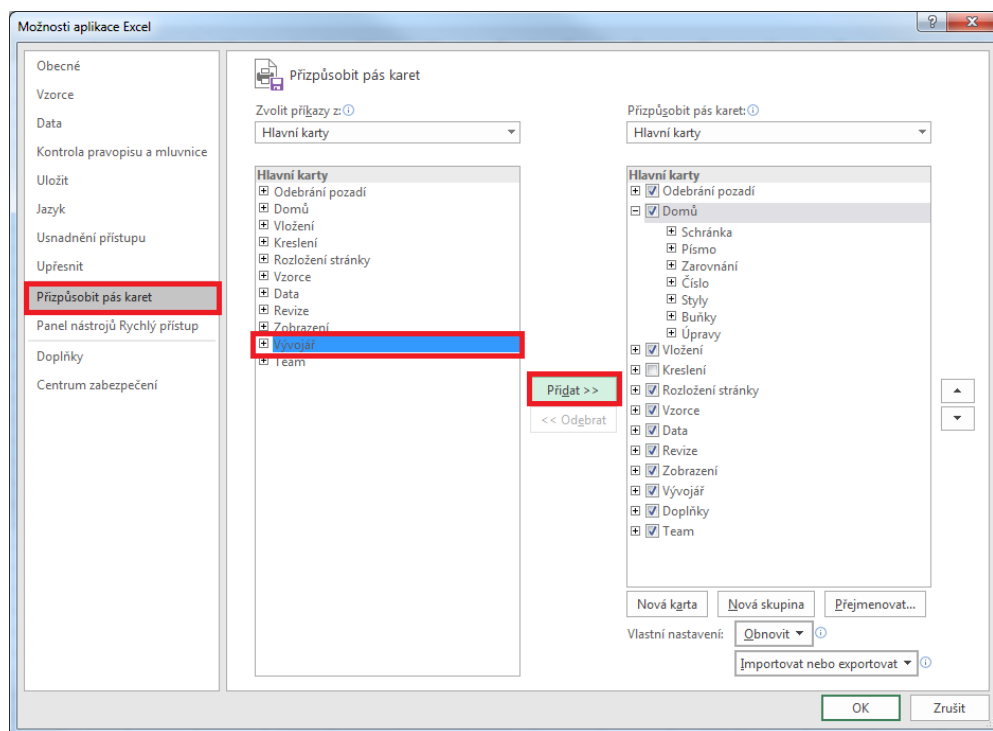 Možnosti aplikace Excel
Obecné
Vzorce
Data
Kontrola pravopisu a mluvnice
Uložit
Jazyk
Usnadnění přístupu
Upřesnit
Přizpůsobit pás karet
Panel nástrojů Rychlý přístup
Doplňky
Centrum zabezpečení
Přizpůsobit pás karet
Zvolit příkazy z:
Hlavní karty
Hlavní karty
Odebrání pozadí
Domů
Vložení
Kreslení
Rozložení stránky
Vzorce
Data
Revize
Zobrazení
Vývojář
Team
Přidat >>
<< Odebrat
Přizpůsobit pás karet:
Hlavní karty
Hlavní karty
Odebrání pozadí
Domů
Schránka
Písmo
Zarovnání
Číslo
Styly
Buňky
Úpravy
Vložení
Kreslení
Rozložení stránky
Vzorce
Data
Revize
Zobrazení
Vývojář
Doplňky
Team
Nová karta Nová skupina Přejmenovat...
Vlastní nastavení: Obnovit
Importovat nebo exportovat
OK Zrušit